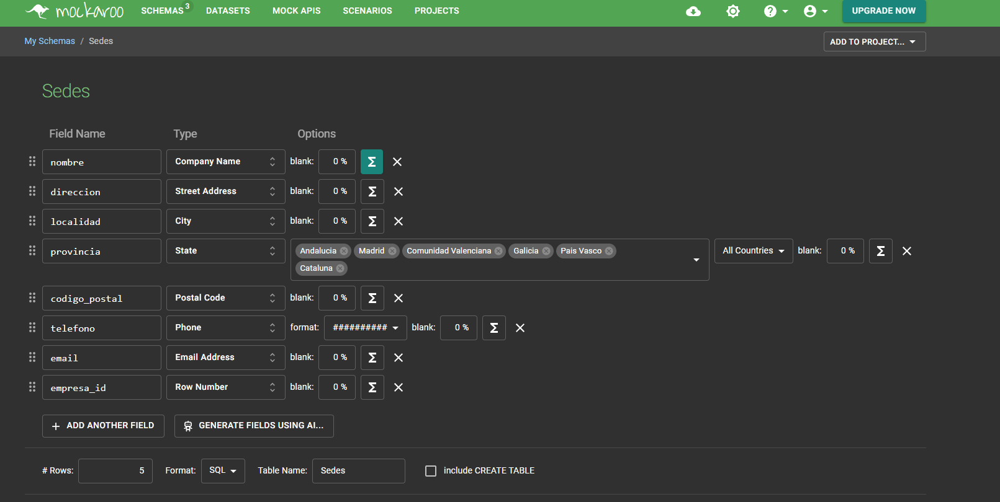 mockaroo SCHEMAS 3 DATASETS MOCK APIS SCENARIOS PROJECTS UPGRADE NOW
My Schemas / Sedes ADD TO PROJECT...
Sedes
Field Name Type Options
nombre Company Name blank: 0 % Σ
direccion Street Address blank: 0 % Σ
localidad City blank: 0 % Σ
provincia State Andalucia Madrid Comunidad Valenciana Galicia Pais Vasco All Countries blank: 0 % Σ
Cataluna
codigo_postal Postal Code blank: 0 % Σ
telefono Phone format: ########## blank: 0 % Σ
email Email Address blank: 0 % Σ
empresa_id Row Number blank: 0 % Σ
+ ADD ANOTHER FIELD GENERATE FIELDS USING AI...
# Rows: 5 Format: SQL Table Name: Sedes include CREATE TABLE